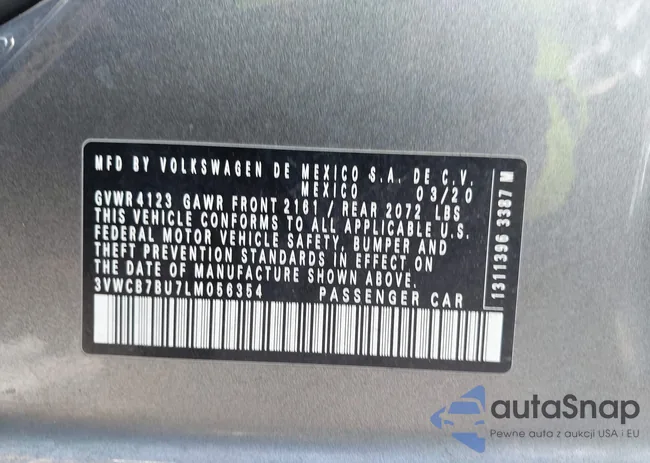 MFD BY VOLKSWAGEN DE MEXICO S.A. DE C.V.
MEXICO 03/20
GVWR 4123 GAWR FRONT 2161 / REAR 2072 LBS
THIS VEHICLE CONFORMS TO ALL APPLICABLE U.S.
FEDERAL MOTOR VEHICLE SAFETY, BUMPER AND
THEFT PREVENTION STANDARDS IN EFFECT ON
THE DATE OF MANUFACTURE SHOWN ABOVE.
3VWCB7BU7LM056354 PASSENGER CAR
1311396 3387 M
autaSnap
Pewne auta z aukcji USA i EU